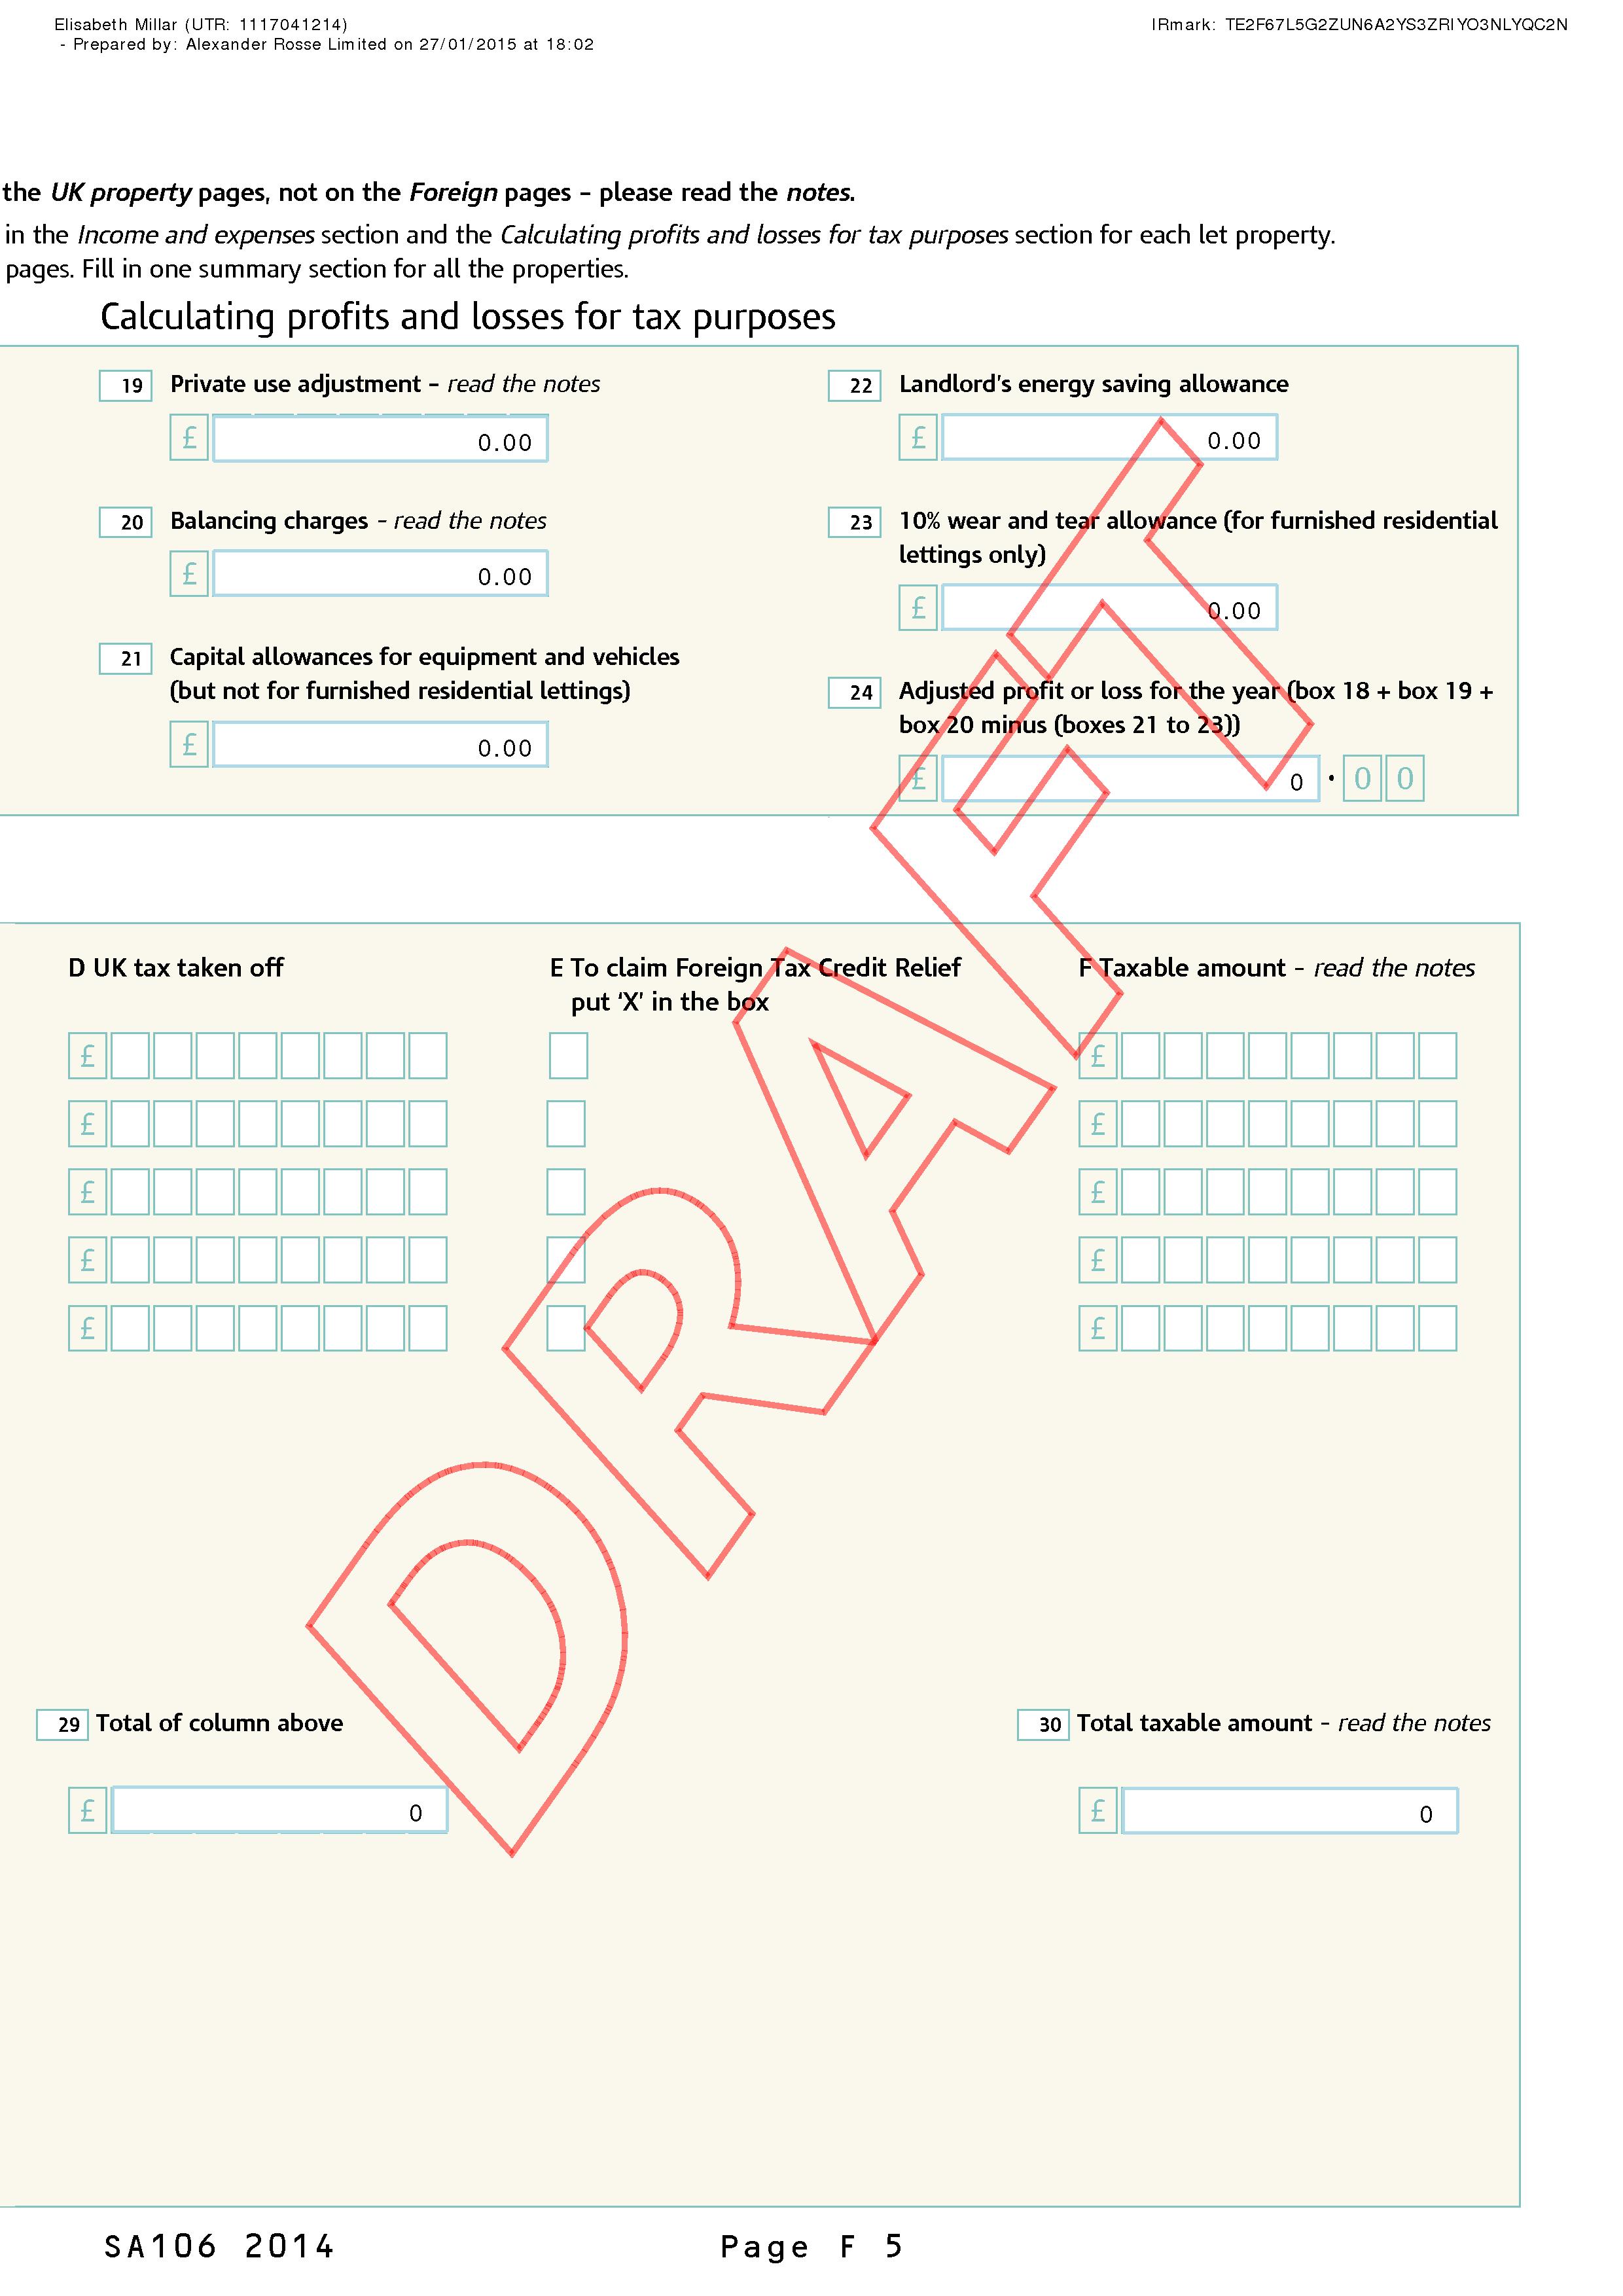 Elisabeth Millar (UTR: 1117041214)
- Prepared by: Alexander Rosse Limited on 27/01/2015 at 18:02
IRmark: TE2F67L5G2ZUN6A2YS3ZRIYO3NLYQC2N
the UK property pages, not on the Foreign pages – please read the notes.
in the Income and expenses section and the Calculating profits and losses for tax purposes section for each let property.
pages. Fill in one summary section for all the properties.
Calculating profits and losses for tax purposes
19 Private use adjustment – read the notes
£ 0.00
20 Balancing charges – read the notes
£ 0.00
21 Capital allowances for equipment and vehicles
(but not for furnished residential lettings)
£ 0.00
22 Landlord's energy saving allowance
£ 0.00
23 10% wear and tear allowance (for furnished residential
lettings only)
£ 0.00
24 Adjusted profit or loss for the year (box 18 + box 19 +
box 20 minus (boxes 21 to 23))
£ 0 • 0 0
D UK tax taken off
£
£
£
£
£
E To claim Foreign Tax Credit Relief
put ‘X’ in the box
F Taxable amount – read the notes
£
£
£
£
£
29 Total of column above
£ 0
30 Total taxable amount – read the notes
£ 0
DRAFT
SA106 2014
Page F 5